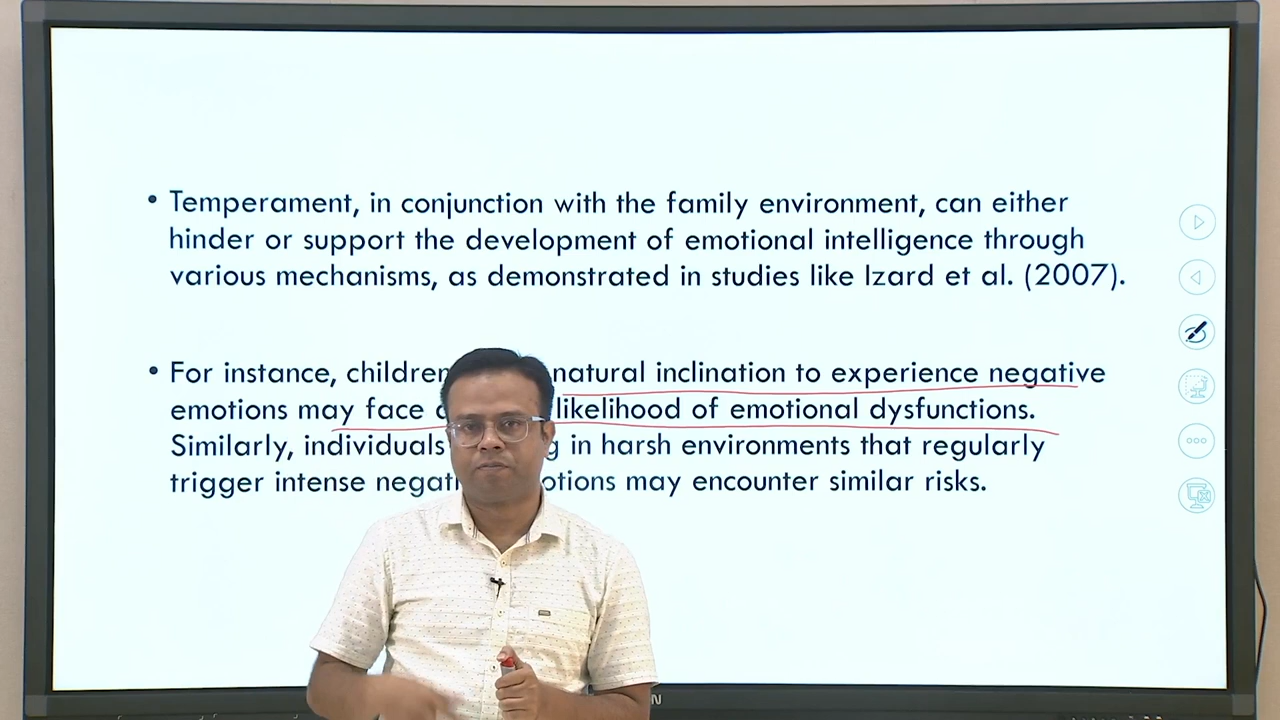 • Temperament, in conjunction with the family environment, can either
hinder or support the development of emotional intelligence through
various mechanisms, as demonstrated in studies like Izard et al. (2007).
• For instance, children natural inclination to experience negative
emotions may face likelihood of emotional dysfunctions.
Similarly, individuals in harsh environments that regularly
trigger intense may encounter similar risks.